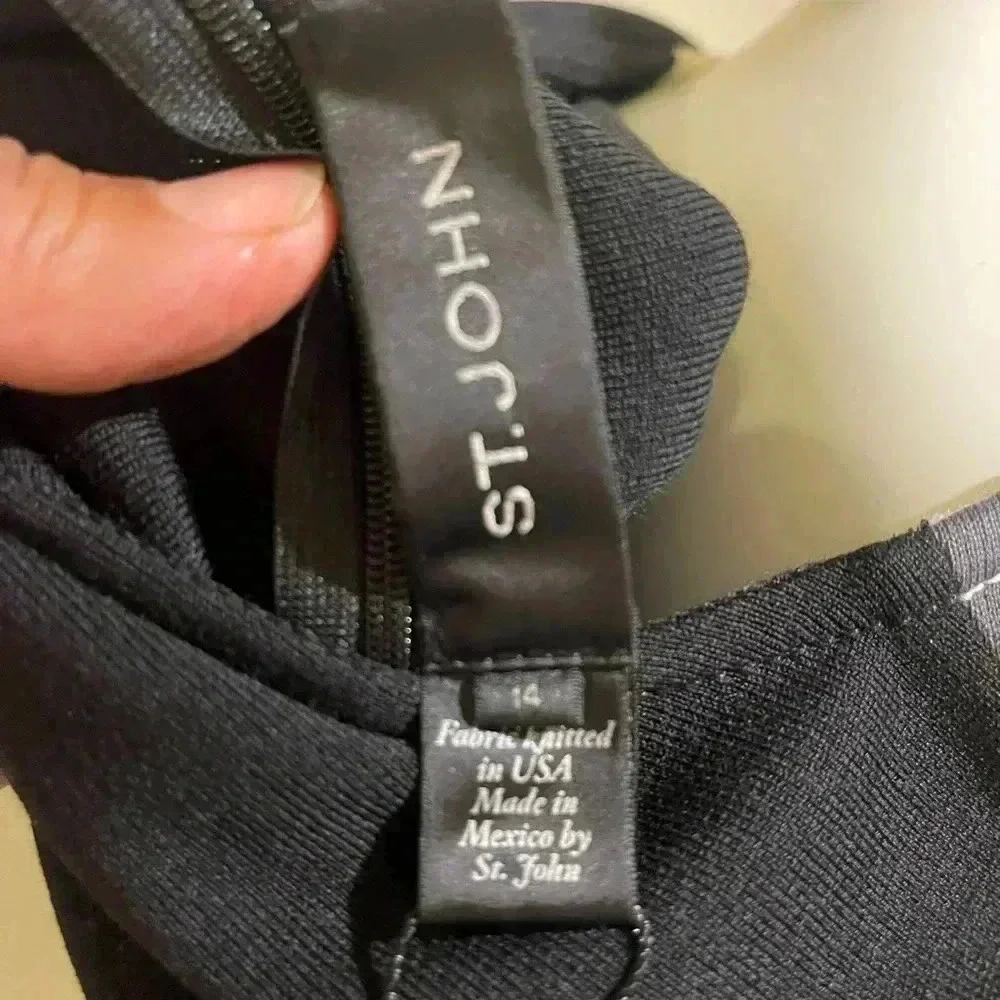 ST. JOHN
14
Fabric knitted
in USA
Made in
Mexico by
St. John